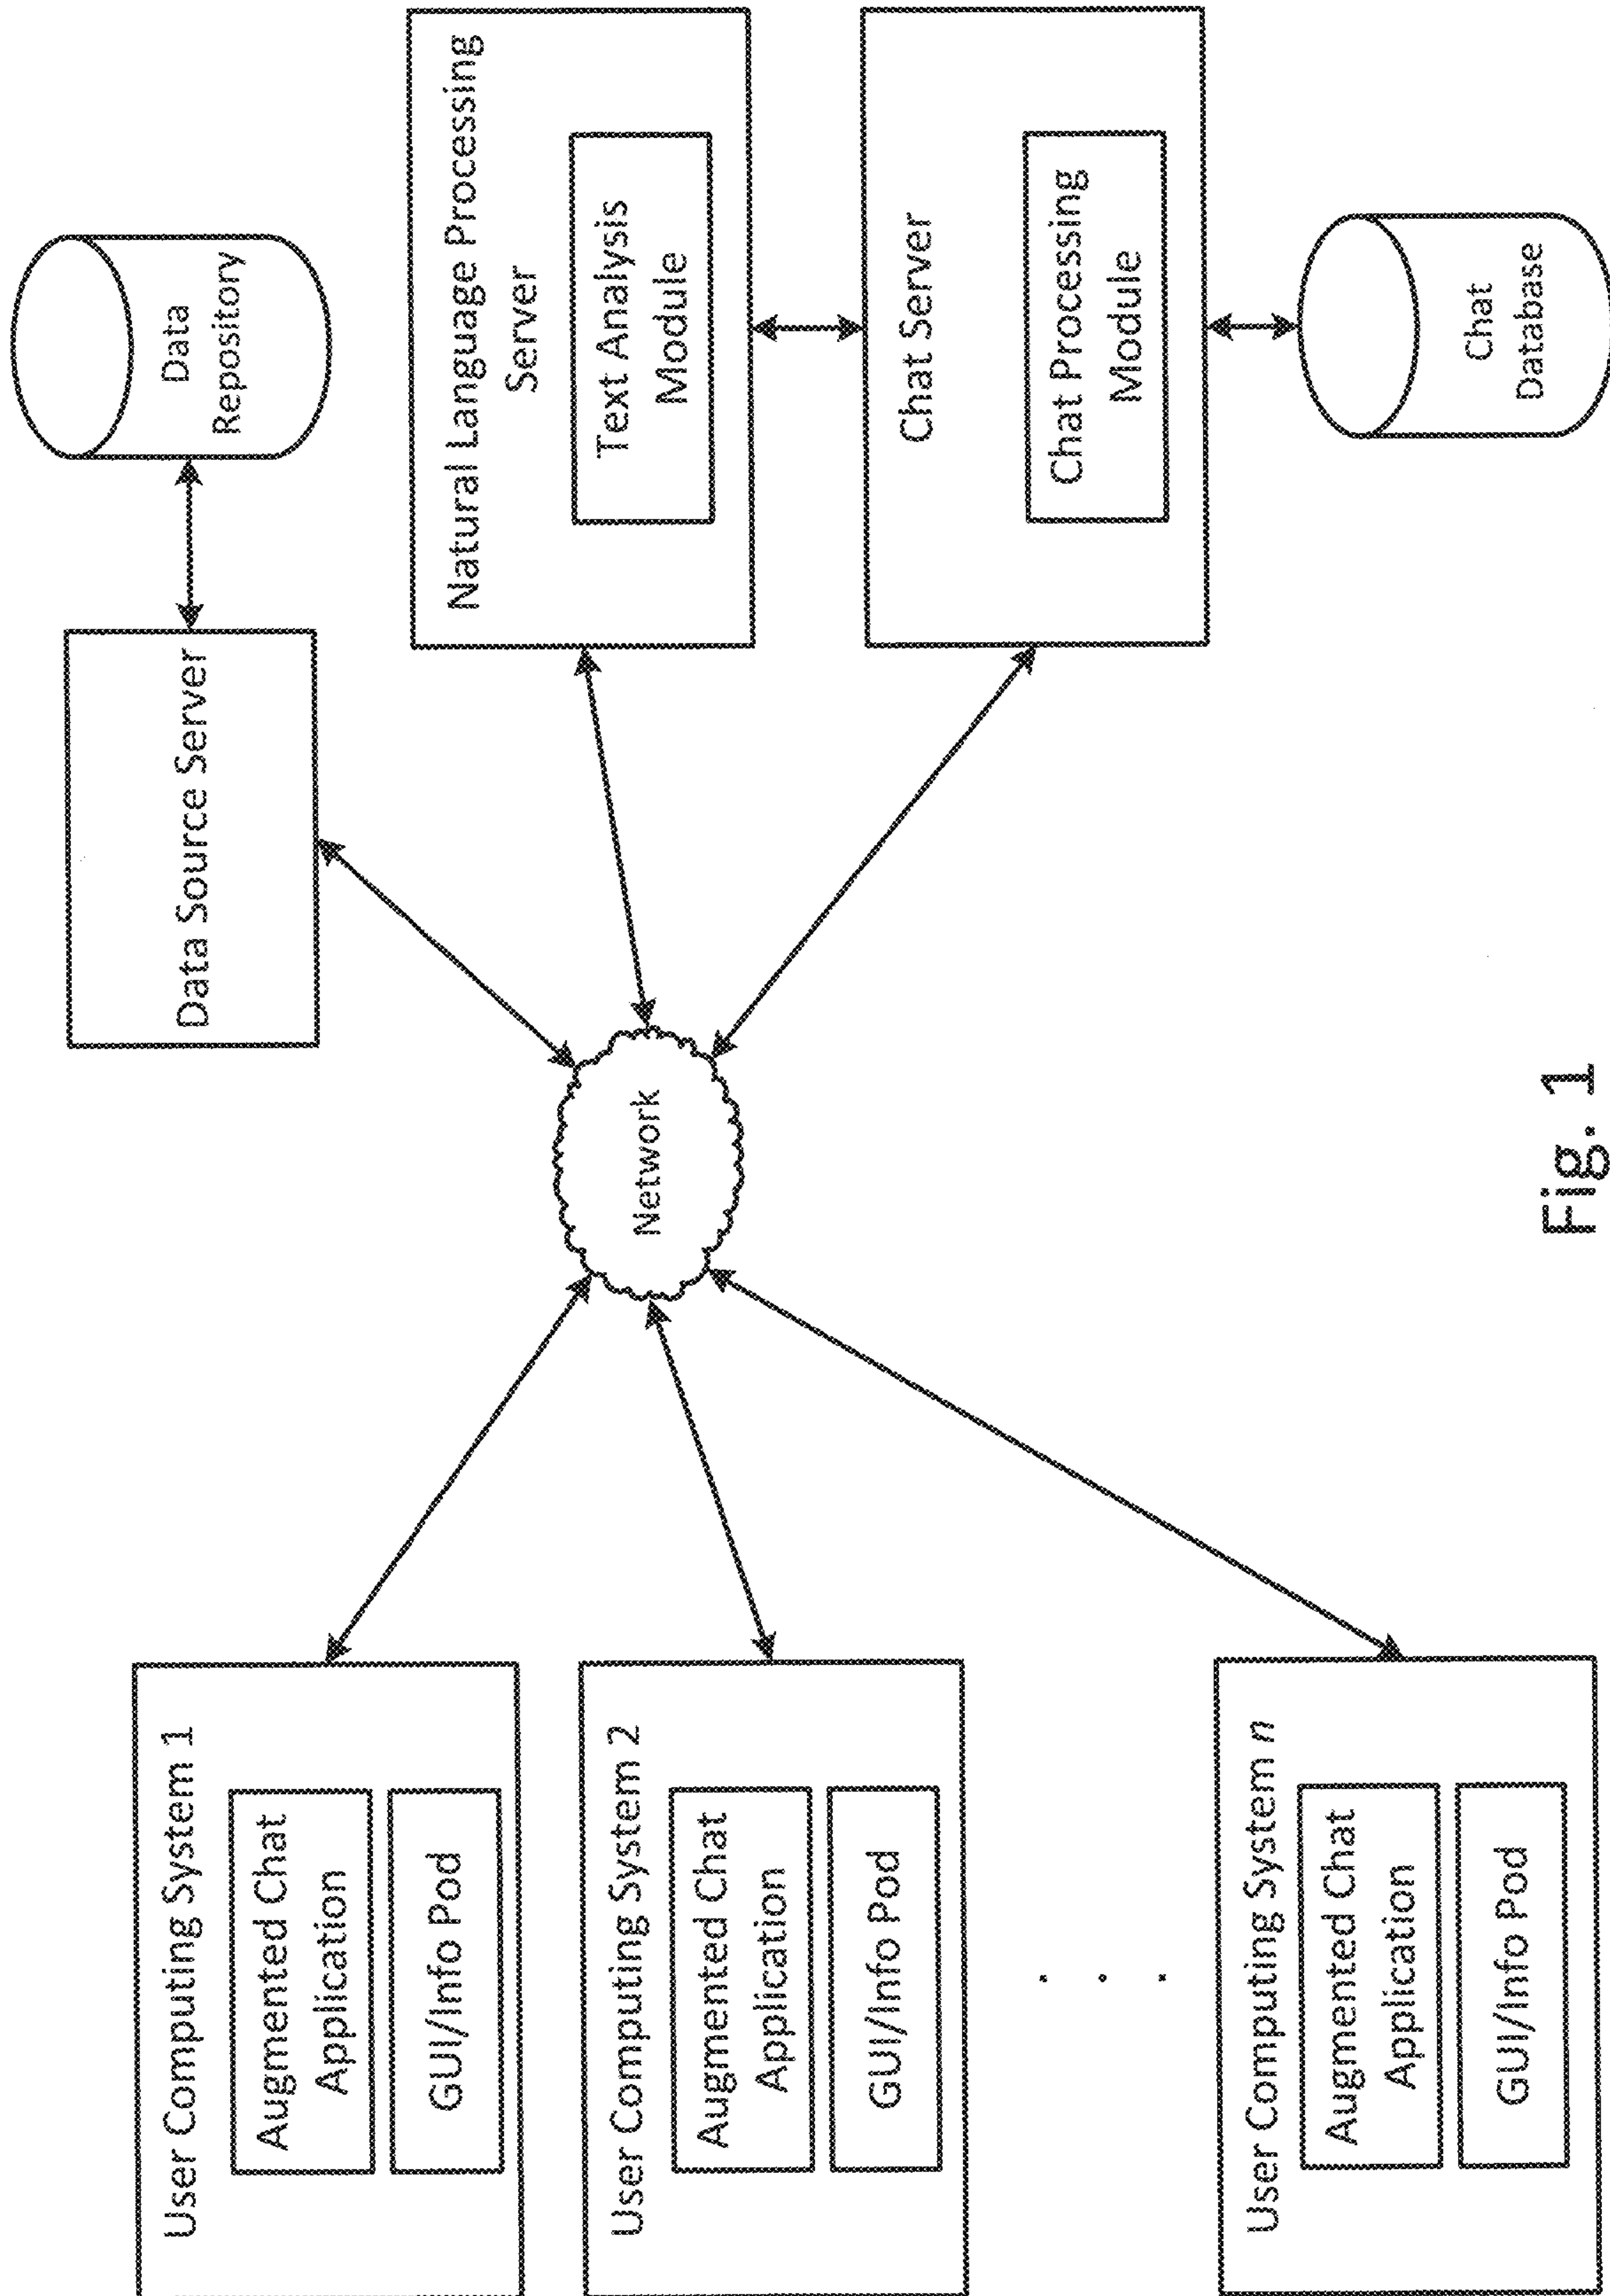 User Computing System 1
Augmented Chat
Application
GUI/Info Pod
User Computing System 2
Augmented Chat
Application
GUI/Info Pod
. . .
User Computing System n
Augmented Chat
Application
GUI/Info Pod
Network
Data Source Server
Data
Repository
Natural Language Processing
Server
Text Analysis
Module
Chat Server
Chat Processing
Module
Chat
Database
Fig. 1